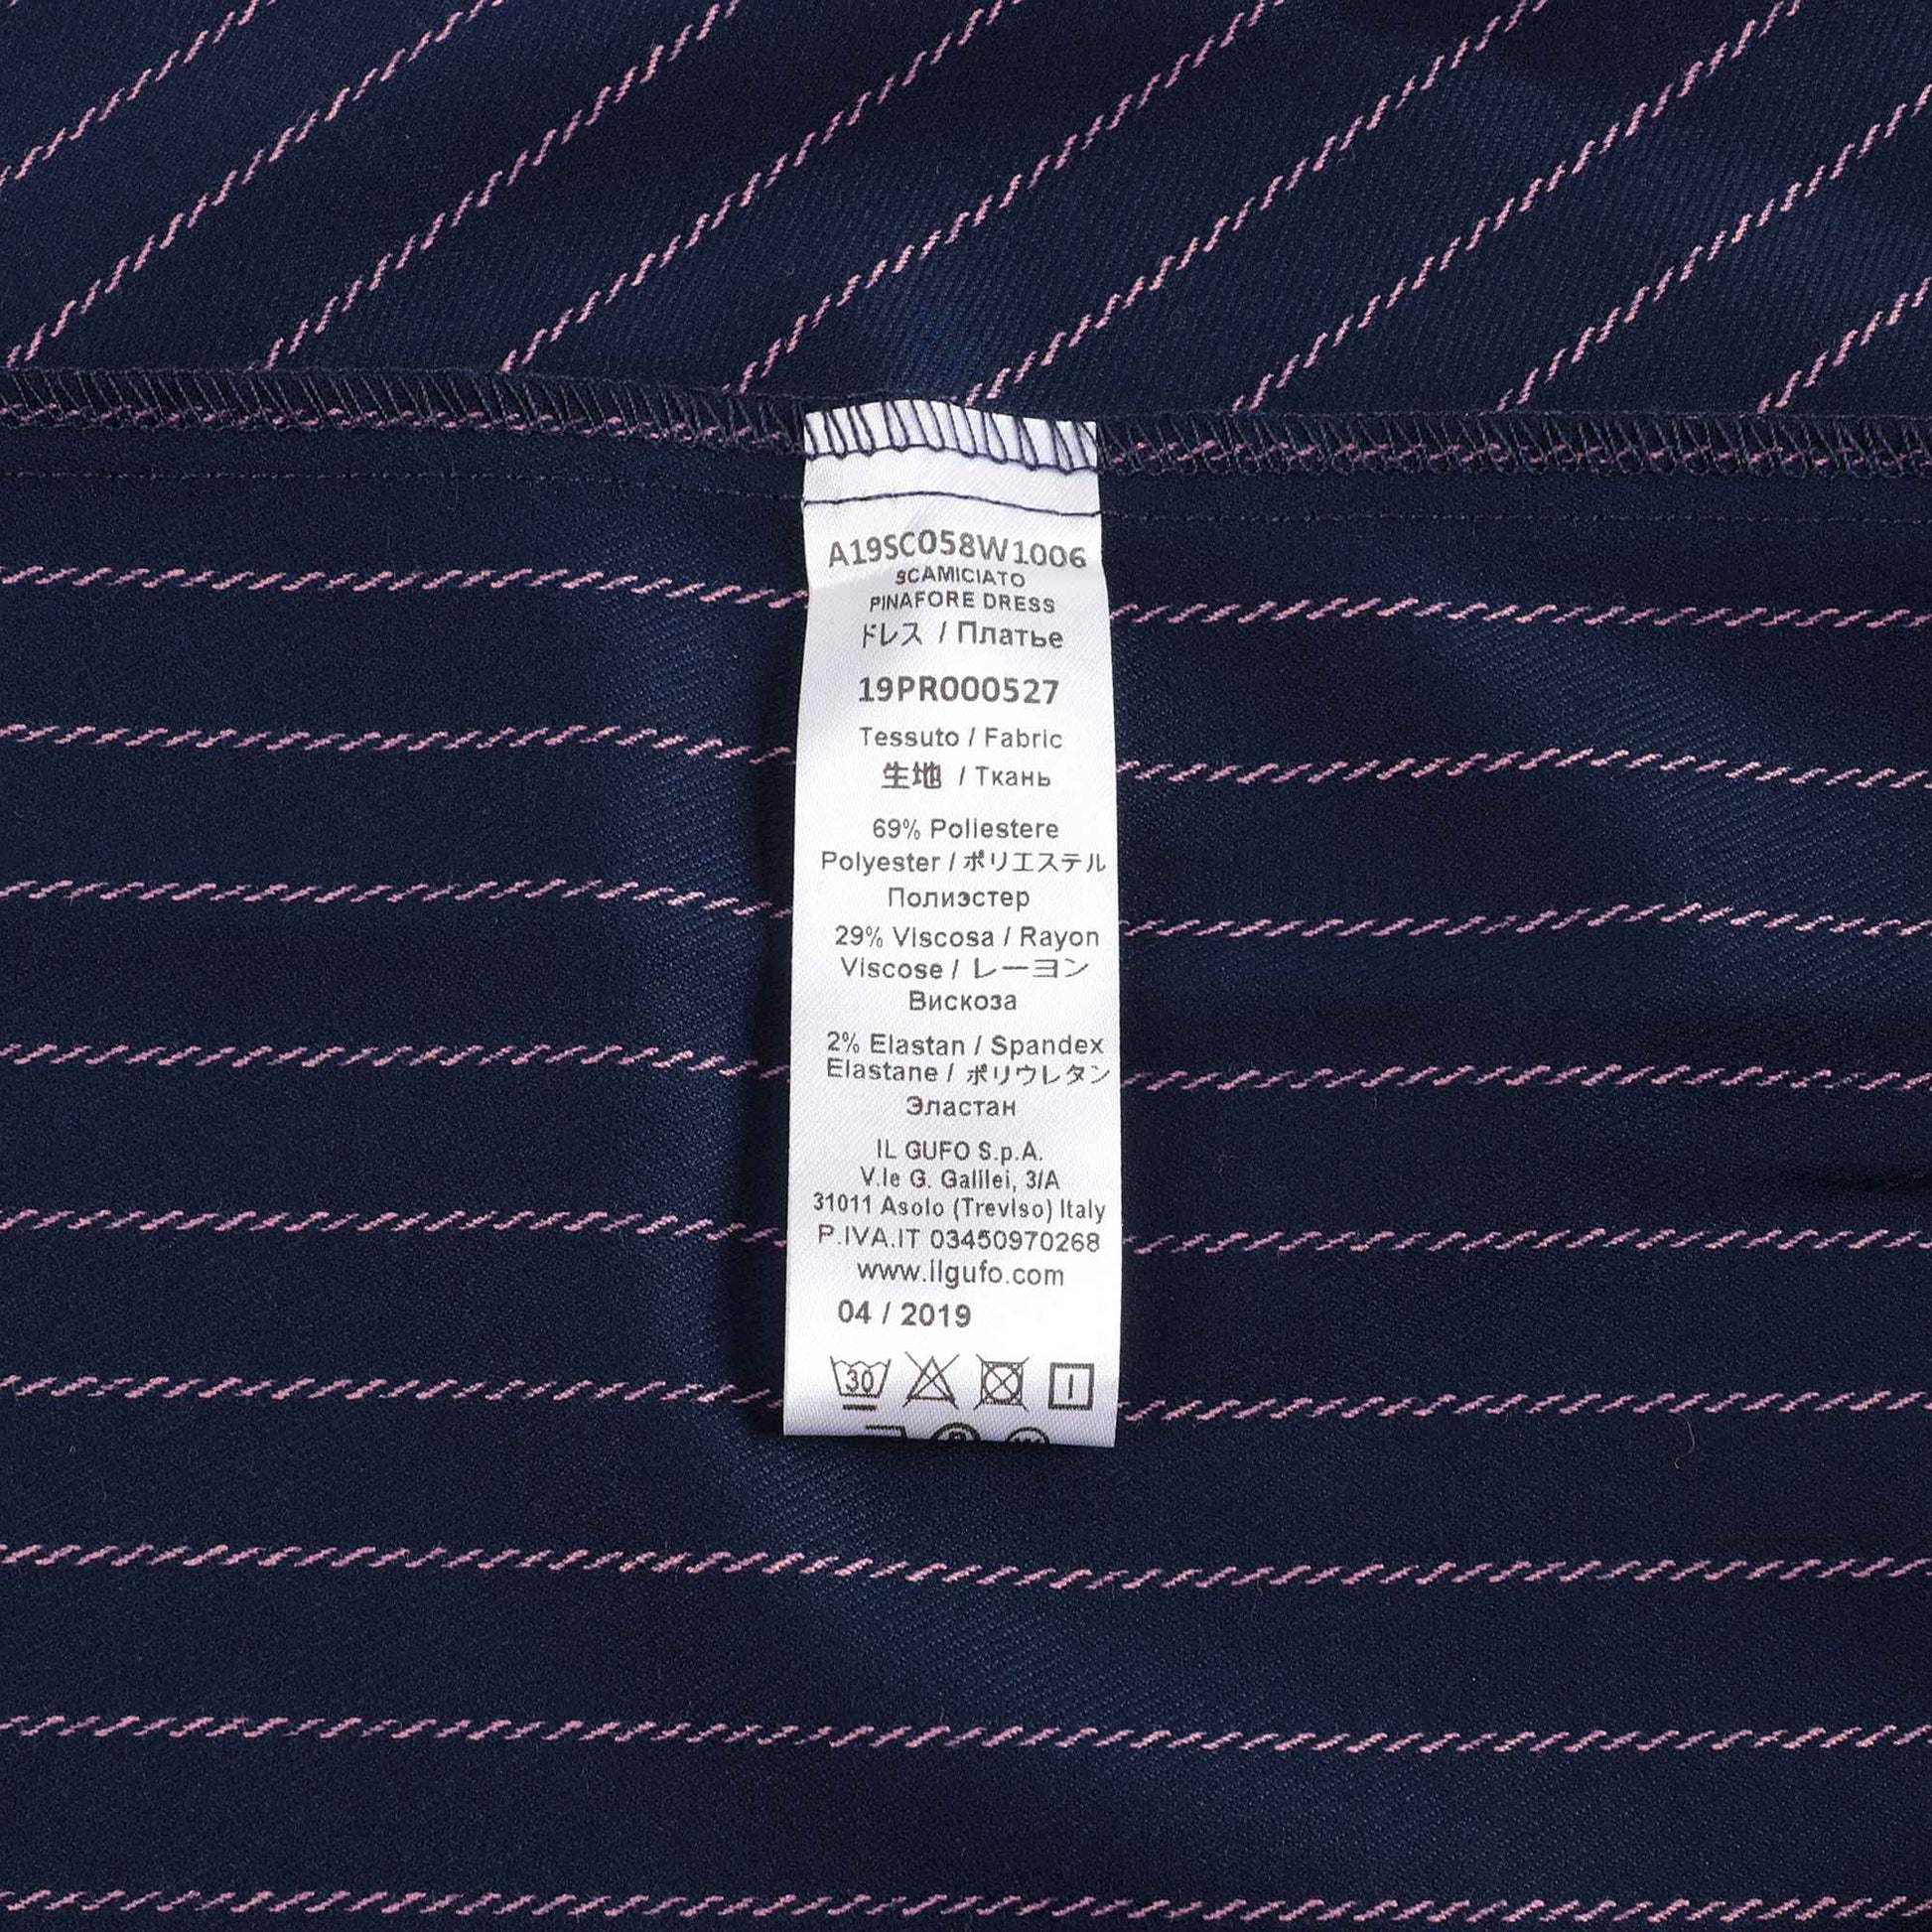 A19SC058W1006
SCAMICIATO
PINAFORE DRESS
ドレス / Платье
19PR000527
Tessuto / Fabric
生地 / Ткань
69% Poliestere
Polyester / ポリエステル
Полиэстер
29% Viscosa / Rayon
Viscose / レーヨン
Вискоза
2% Elastan / Spandex
Elastane / ポリウレタン
Эластан
IL GUFO S.p.A.
V.le G. Galilei, 3/A
31011 Asolo (Treviso) Italy
P.IVA.IT 03450970268
www.ilgufo.com
04 / 2019
30